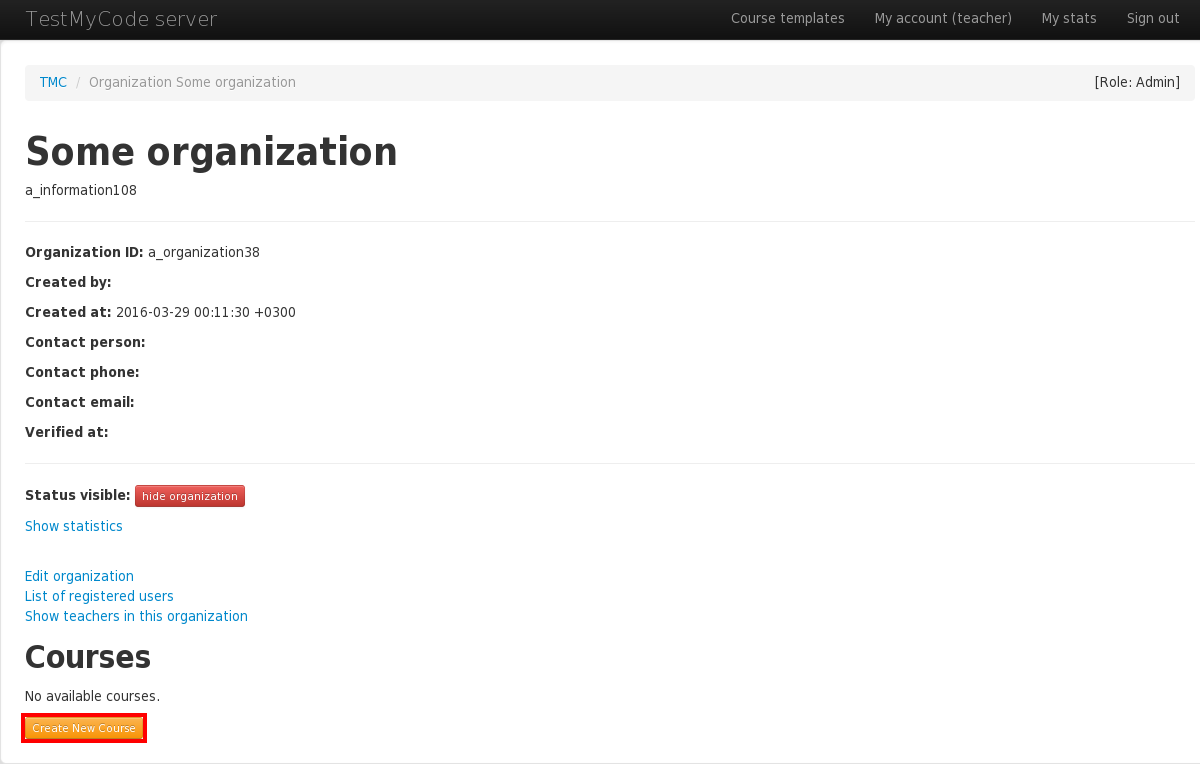 TestMyCode server Course templates My account (teacher) My stats Sign out
TMC / Organization Some organization [Role: Admin]
Some organization
a_information108
Organization ID: a_organization38
Created by:
Created at: 2016-03-29 00:11:30 +0300
Contact person:
Contact phone:
Contact email:
Verified at:
Status visible: hide organization
Show statistics
Edit organization
List of registered users
Show teachers in this organization
Courses
No available courses.
Create New Course